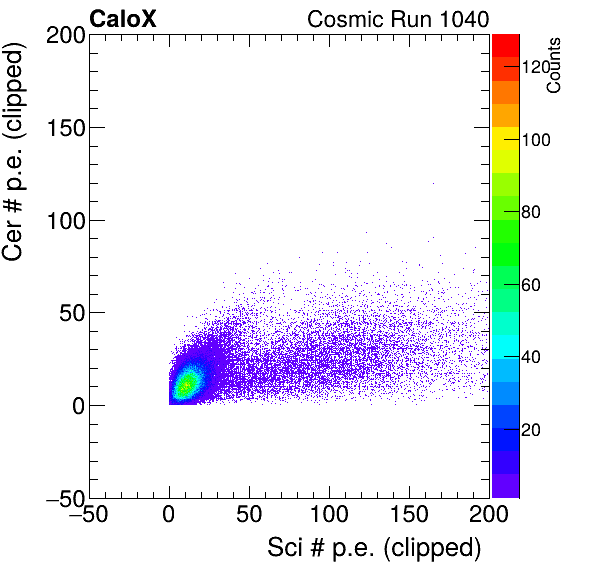 CaloX Cosmic Run 1040
200
150
100
50
0
−50
−50 0 50 100 150 200
Cer # p.e. (clipped)
Sci # p.e. (clipped)
120
100
80
60
40
20
Counts